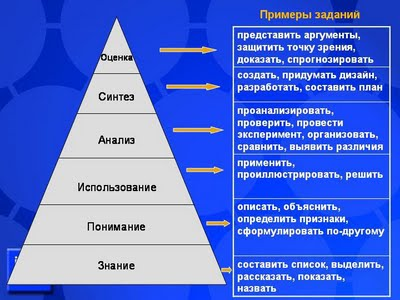 Примеры заданий
Оценка
представить аргументы,
защитить точку зрения,
доказать, спрогнозировать
Синтез
создать, придумать дизайн,
разработать, составить план
Анализ
проанализировать,
проверить, провести
эксперимент, организовать,
сравнить, выявить различия
Использование
применить,
проиллюстрировать, решить
Понимание
описать, объяснить,
определить признаки,
сформулировать по-другому
Знание
составить список, выделить,
рассказать, показать,
назвать